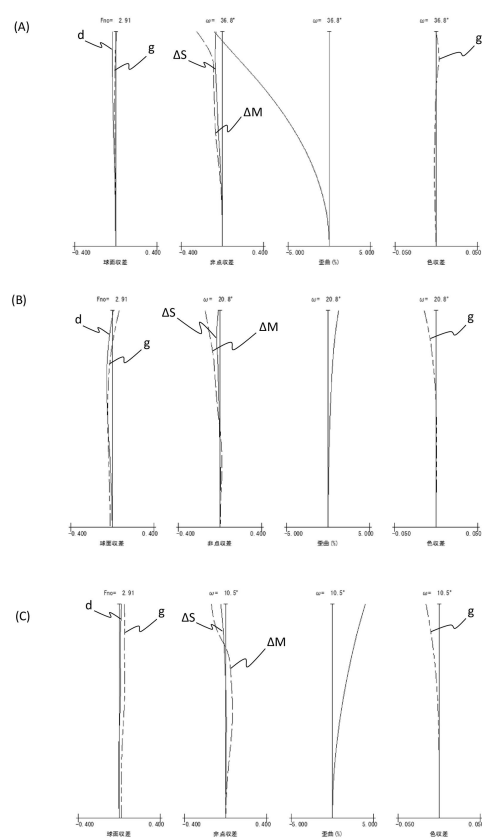 (A)
Fno= 2.91
ω= 36.8°
ω= 36.8°
ω= 36.8°
d
g
ΔS
ΔM
g
-0.400 0.400
球面収差
-0.400 0.400
非点収差
-5.000 5.000
歪曲(%)
-0.050 0.050
色収差
(B)
Fno= 2.91
ω= 20.8°
ω= 20.8°
ω= 20.8°
d
g
ΔS
ΔM
g
-0.400 0.400
球面収差
-0.400 0.400
非点収差
-5.000 5.000
歪曲(%)
-0.050 0.050
色収差
(C)
Fno= 2.91
ω= 10.5°
ω= 10.5°
ω= 10.5°
d
g
ΔS
ΔM
g
-0.400 0.400
球面収差
-0.400 0.400
非点収差
-5.000 5.000
歪曲(%)
-0.050 0.050
色収差